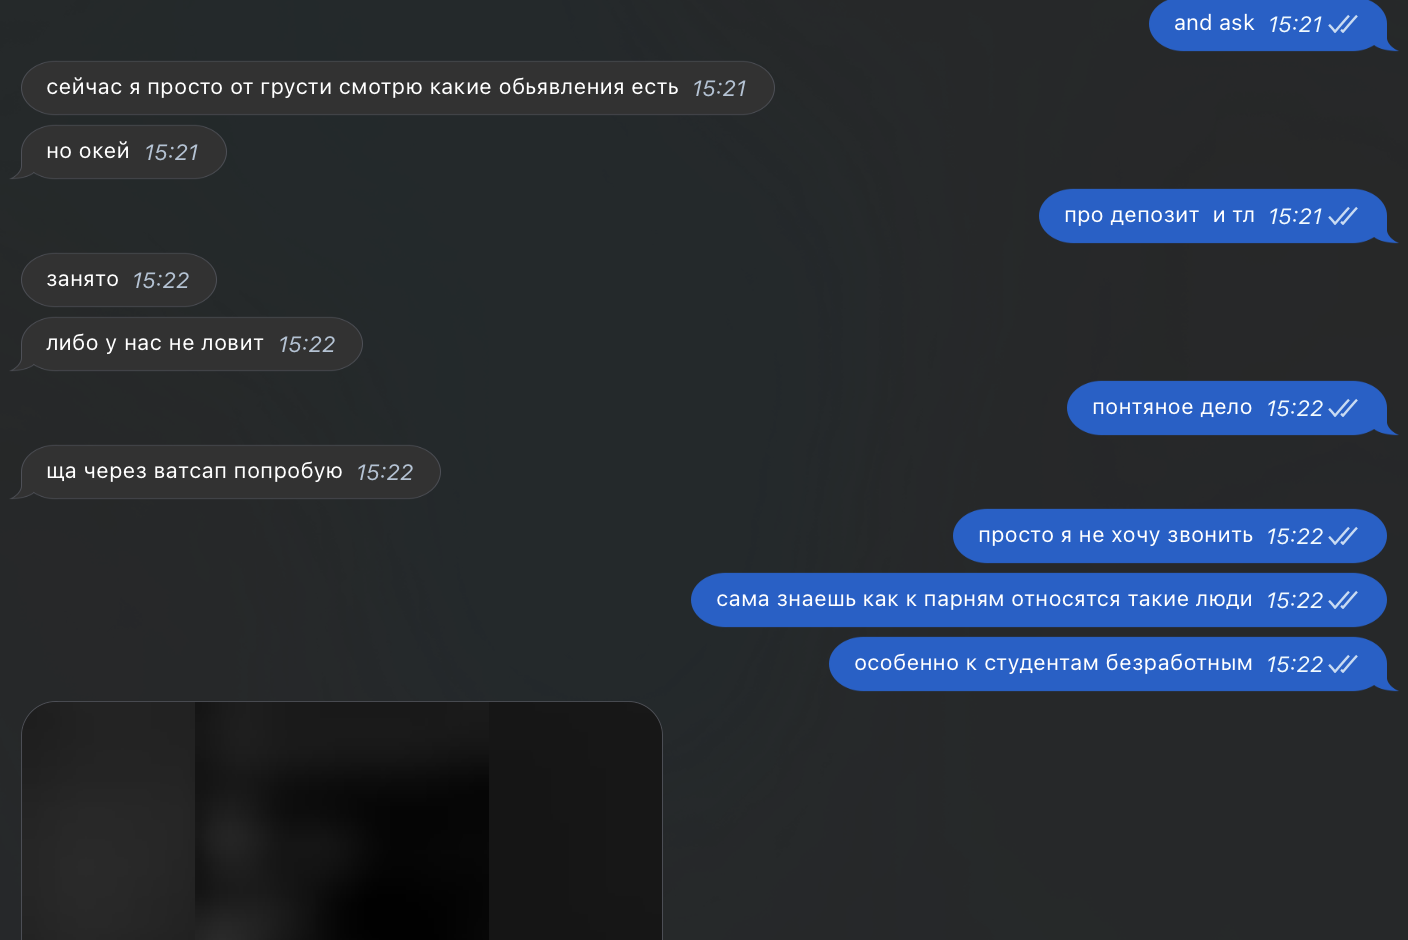 and ask 15:21
сейчас я просто от грусти смотрю какие обьявления есть 15:21
но окей 15:21
про депозит  и тл 15:21
занято 15:22
либо у нас не ловит 15:22
понтяное дело 15:22
ща через ватсап попробую 15:22
просто я не хочу звонить 15:22
сама знаешь как к парням относятся такие люди 15:22
особенно к студентам безработным 15:22